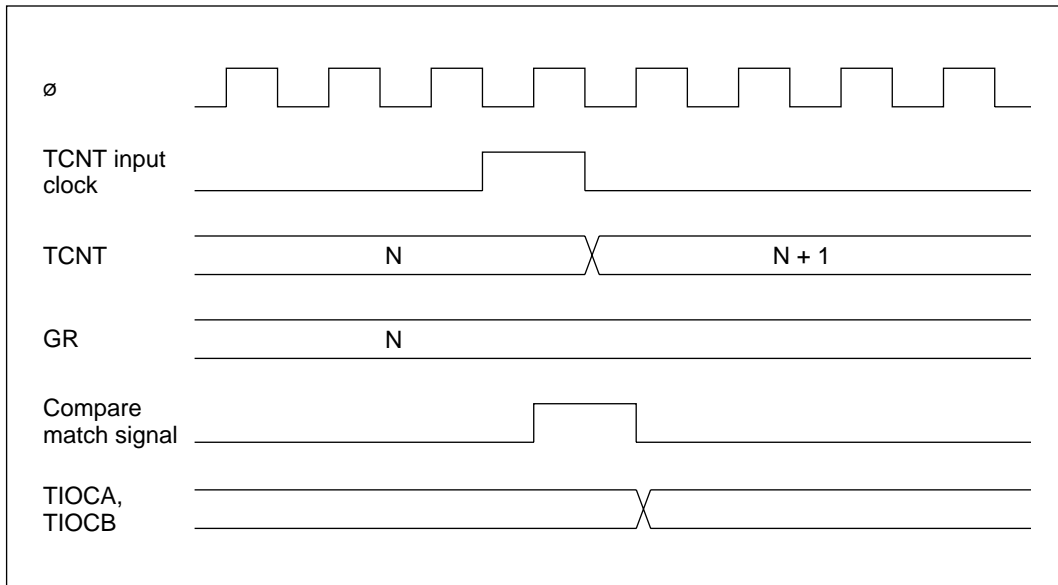 ø
TCNT input
clock
TCNT
N
N + 1
GR
N
Compare
match signal
TIOCA,
TIOCB